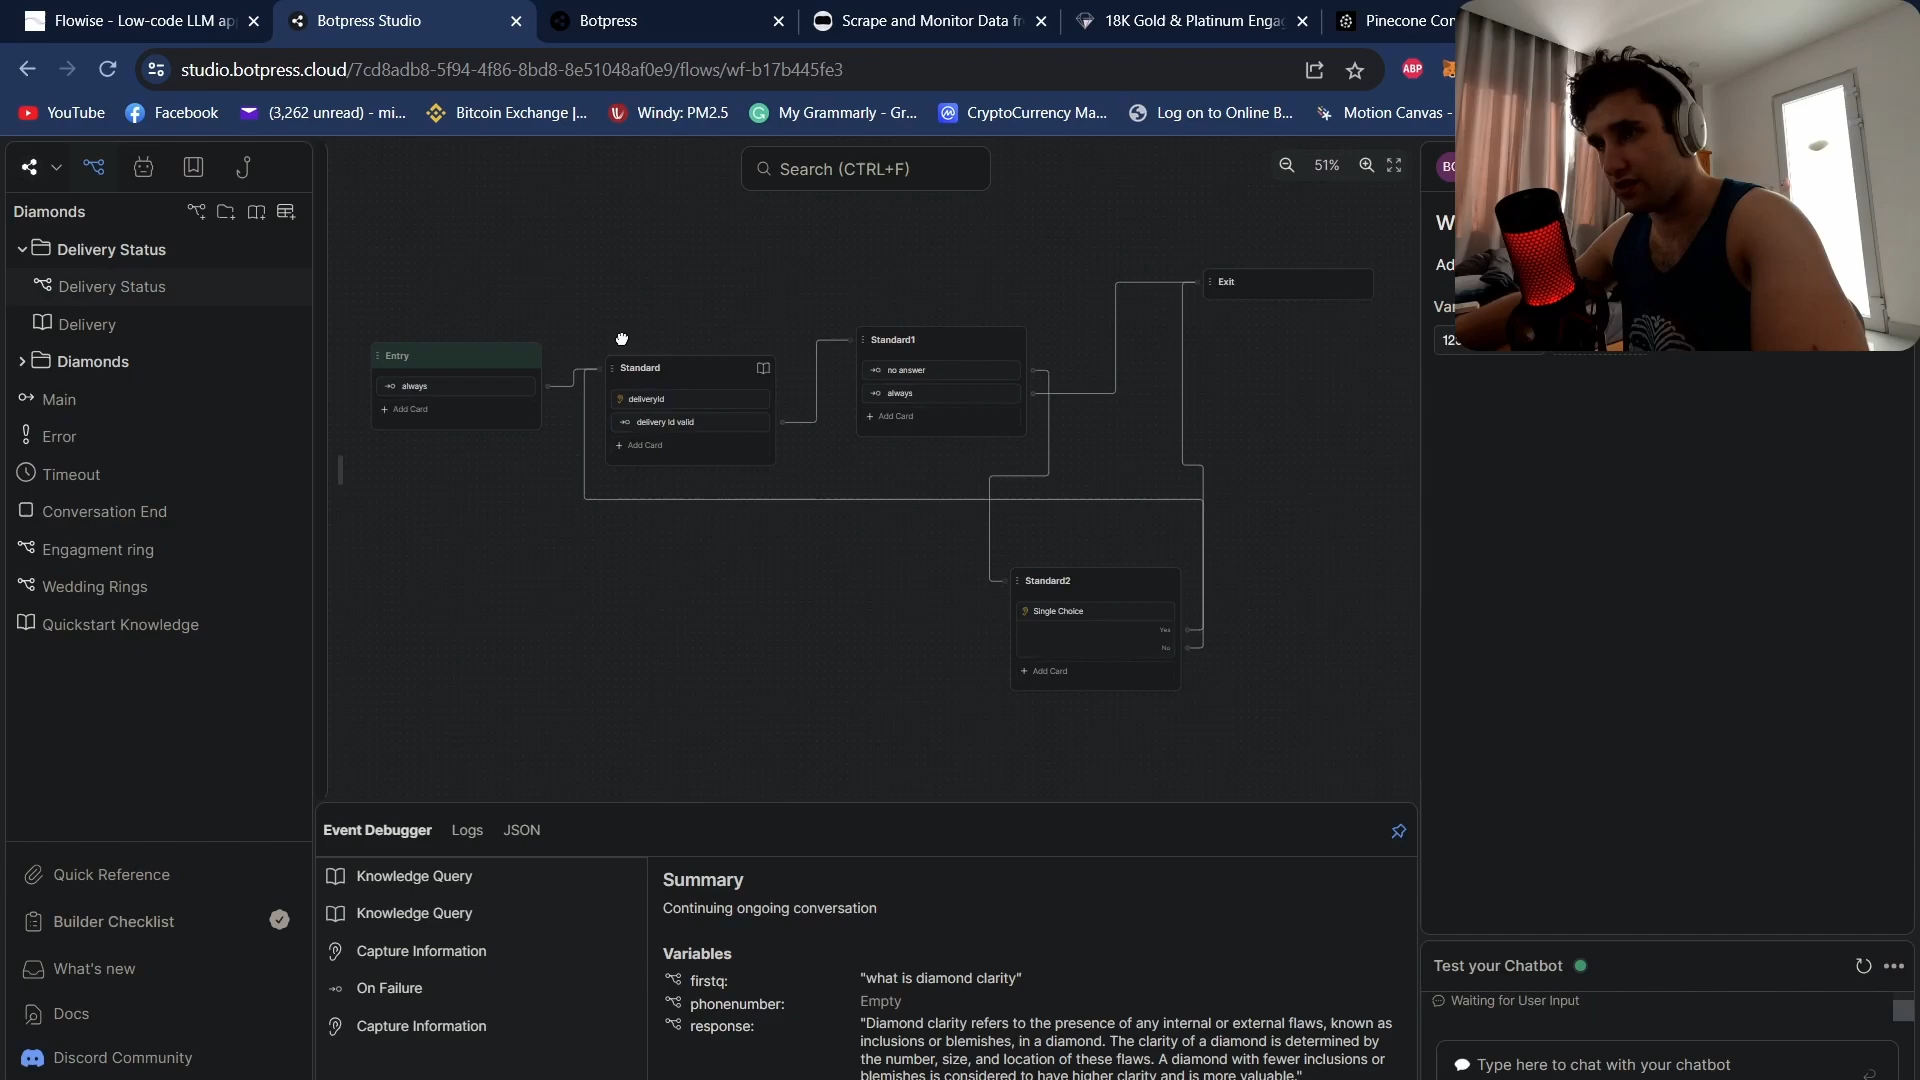 Flowise - Low-code LLM ap
Botpress Studio
Botpress
Scrape and Monitor Data fr
18K Gold & Platinum Engag
Pinecone Con
studio.botpress.cloud/7cd8adb8-5f94-4f86-8bd8-8e51048af0e9/flows/wf-b17b445fe3
ABP
YouTube
Facebook
(3,262 unread) - mi...
Bitcoin Exchange |...
Windy: PM2.5
My Grammarly - Gr...
CryptoCurrency Ma...
Log on to Online B...
Motion Canvas -
Search (CTRL+F)
51%
Diamonds
Delivery Status
Delivery Status
Delivery
Diamonds
Main
Error
Timeout
Conversation End
Engagment ring
Wedding Rings
Quickstart Knowledge
Entry
always
Add Card
Standard
deliveryId
delivery Id valid
Add Card
Standard1
no answer
always
Add Card
Exit
Standard2
Single Choice
Yes
No
Add Card
Quick Reference
Builder Checklist
What's new
Docs
Discord Community
Event Debugger
Logs
JSON
Knowledge Query
Knowledge Query
Capture Information
On Failure
Capture Information
Summary
Continuing ongoing conversation
Variables
firstq:
"what is diamond clarity"
phonenumber:
Empty
response:
"Diamond clarity refers to the presence of any internal or external flaws, known as
inclusions or blemishes, in a diamond. The clarity of a diamond is determined by
the number, size, and location of these flaws. A diamond with fewer inclusions or
blemishes is considered to have higher clarity and is more valuable."
Test your Chatbot
Waiting for User Input
Type here to chat with your chatbot